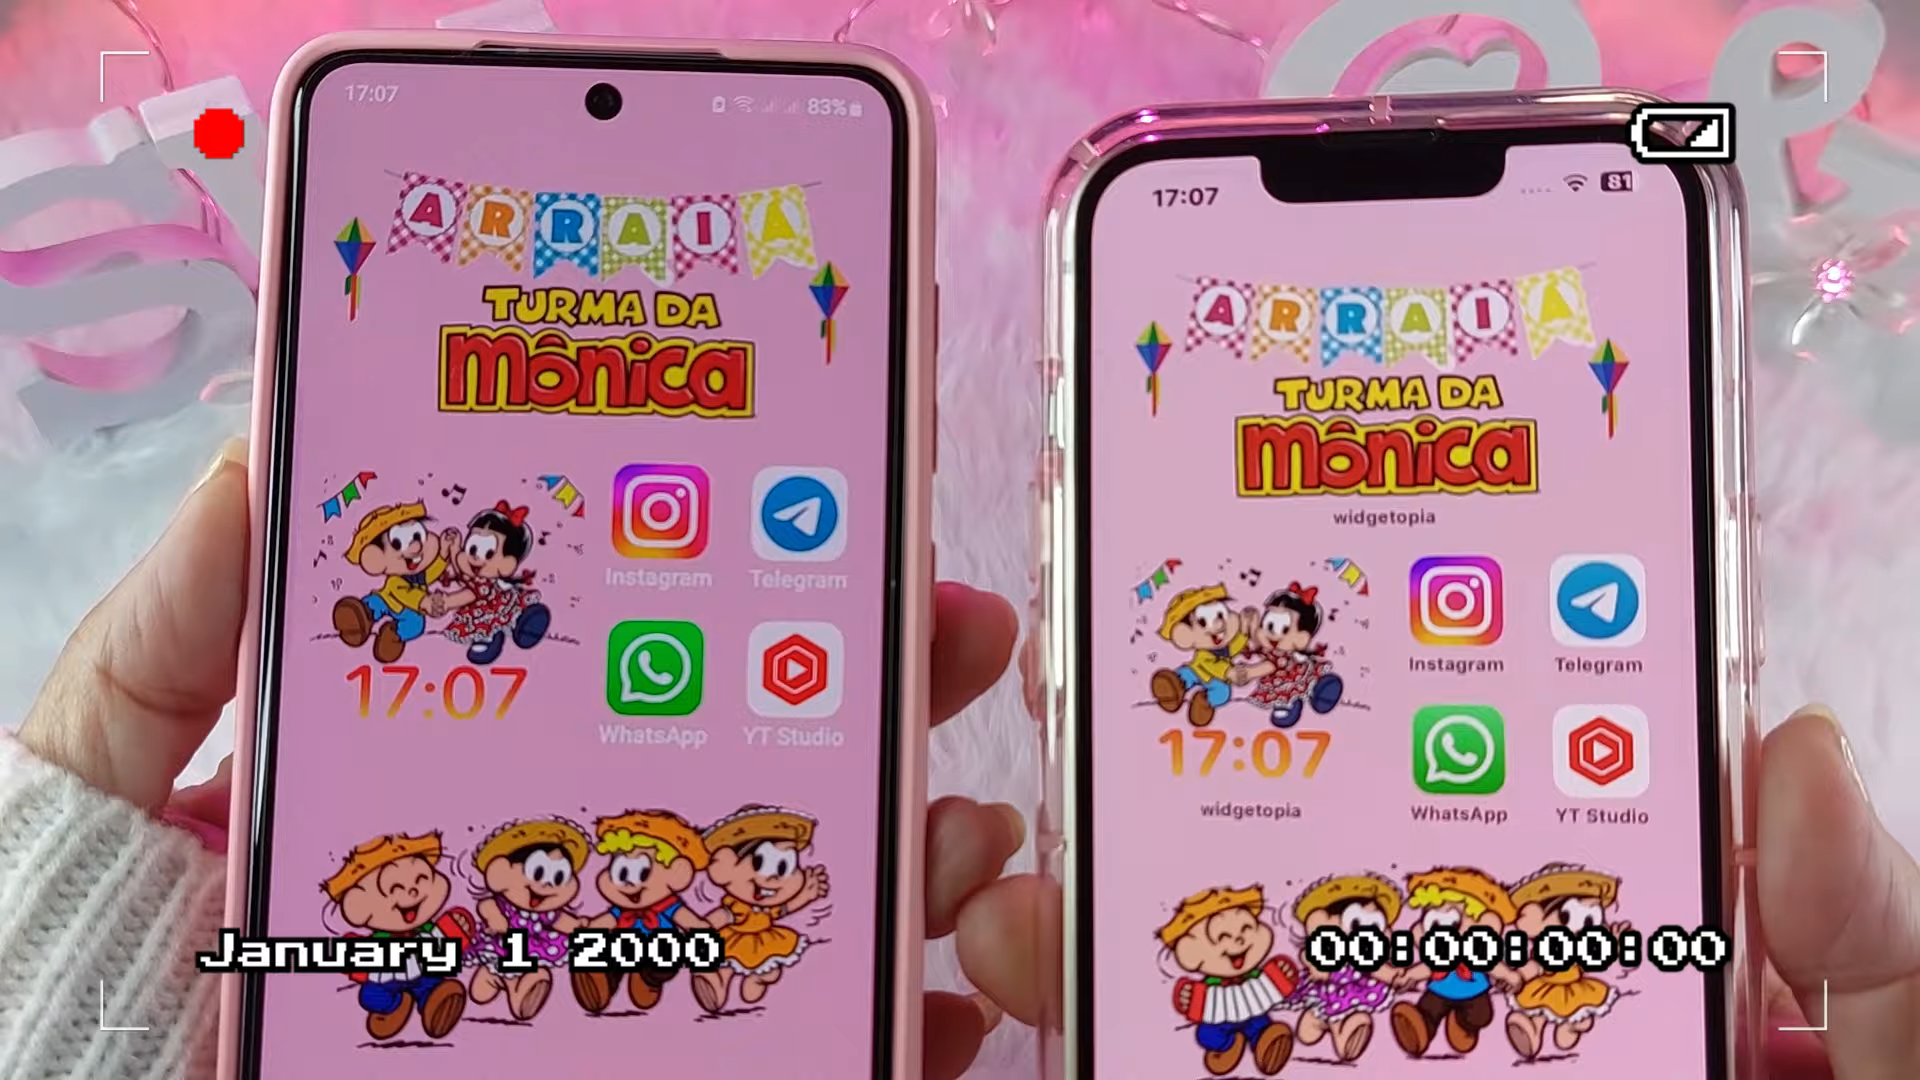 17:07
83%
ARRAIÁ
TURMA DA
Mônica
Instagram
Telegram
17:07
WhatsApp
YT Studio
17:07
81
ARRAIÁ
TURMA DA
Mônica
widgetopia
Instagram
Telegram
17:07
widgetopia
WhatsApp
YT Studio
January 1 2000
00:00:00:00